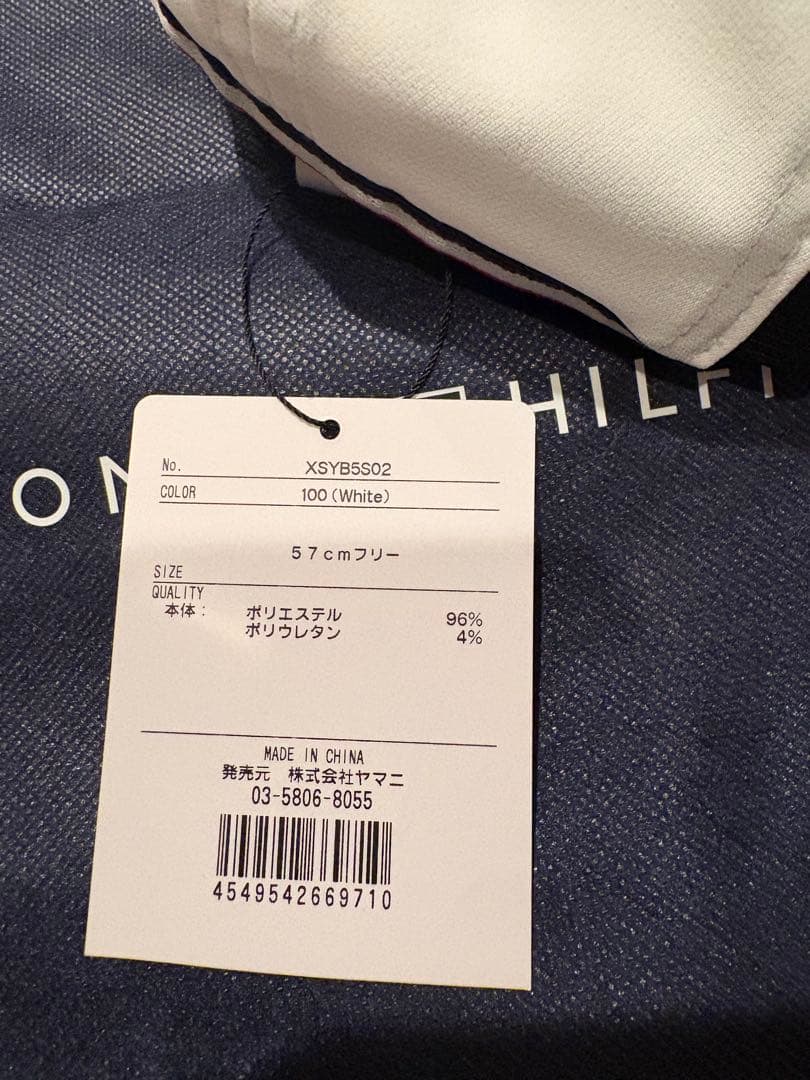 HILFI
OM
No. XSYB5S02
COLOR 100(White)
57cmフリー
SIZE
QUALITY
本体: ポリエステル 96%
ポリウレタン 4%
MADE IN CHINA
発売元 株式会社ヤマニ
03-5806-8055
4549542669710